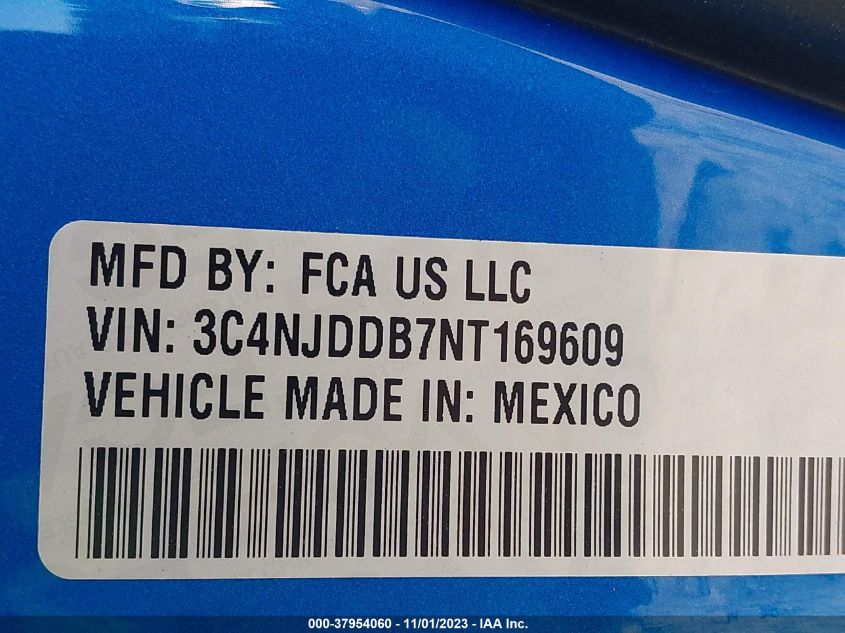 MFD BY: FCA US LLC
VIN: 3C4NJDDB7NT169609
VEHICLE MADE IN: MEXICO
000-37954060 - 11/01/2023 - IAA Inc.